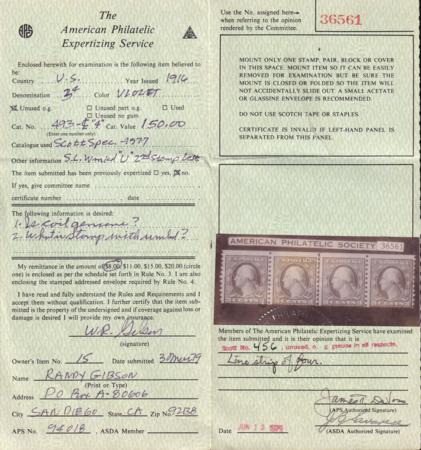 The
American Philatelic
Expertizing Service
APS
Enclosed herewith for examination is the following item believed to be:
Country U.S. Year Issued 1916
Denomination 3¢ Color VIOLET
Unused o.g. Unused part o.g. Used
Unused no gum
Cat. No. Cat. Value 150.00
(Enter one number only)
Catalogue used Scott Spec. - 1977
Other information S.L. Wmkd "U" 2nd Stamp Left
The item submitted has been previously expertized yes, no.
If yes, give committee name
certificate number date
The following information is desired:
1. Is coil genuine?
2. What is stamp with wmkd?
My remittance in the amount of $8.00, $11.00, $15.00, $20.00 (circle
one) is enclosed as per the schedule set forth in Rule No. 3. I am also
enclosing the stamped addressed envelope required by Rule No. 4.
I have read and fully understand the Rules and Requirements and I
accept them without qualification. I further certify that the item sub-
mitted is the property of the undersigned and if coverage against loss or
damage is desired I will provide my own insurance.
(signature)
Owner's Item No. 15 Date submitted
Name RANDY GIBSON
(Print or Type)
Address PO Box A-80606
City SAN DIEGO State CA Zip No. 92138
APS No. 94018, ASDA Member
Use the No. assigned here
when referring to the opinion
rendered by the Committee.
36561
MOUNT ONLY ONE STAMP, PAIR, BLOCK OR COVER
IN THIS SPACE. MOUNT ITEM SO IT CAN BE EASILY
REMOVED FOR EXAMINATION BUT BE SURE THE
MOUNT IS CLOSED OR FOLDED SO THE ITEM WILL
NOT ACCIDENTALLY SLIDE OUT. A SMALL ACETATE
OR GLASSINE ENVELOPE IS RECOMMENDED.
DO NOT USE SCOTCH TAPE OR STAPLES.
CERTIFICATE IS INVALID IF LEFT-HAND PANEL IS
SEPARATED FROM THIS PANEL.
AMERICAN PHILATELIC SOCIETY 36561
Members of The American Philatelic Expertizing Service have examined
the item submitted and it is their opinion that it is
Scott No. 456, unused, o. g. genuine in all respects.
Line strip of four.
(APS Authorized Signature)
(ASDA Authorized Signature)
Date JUN 13